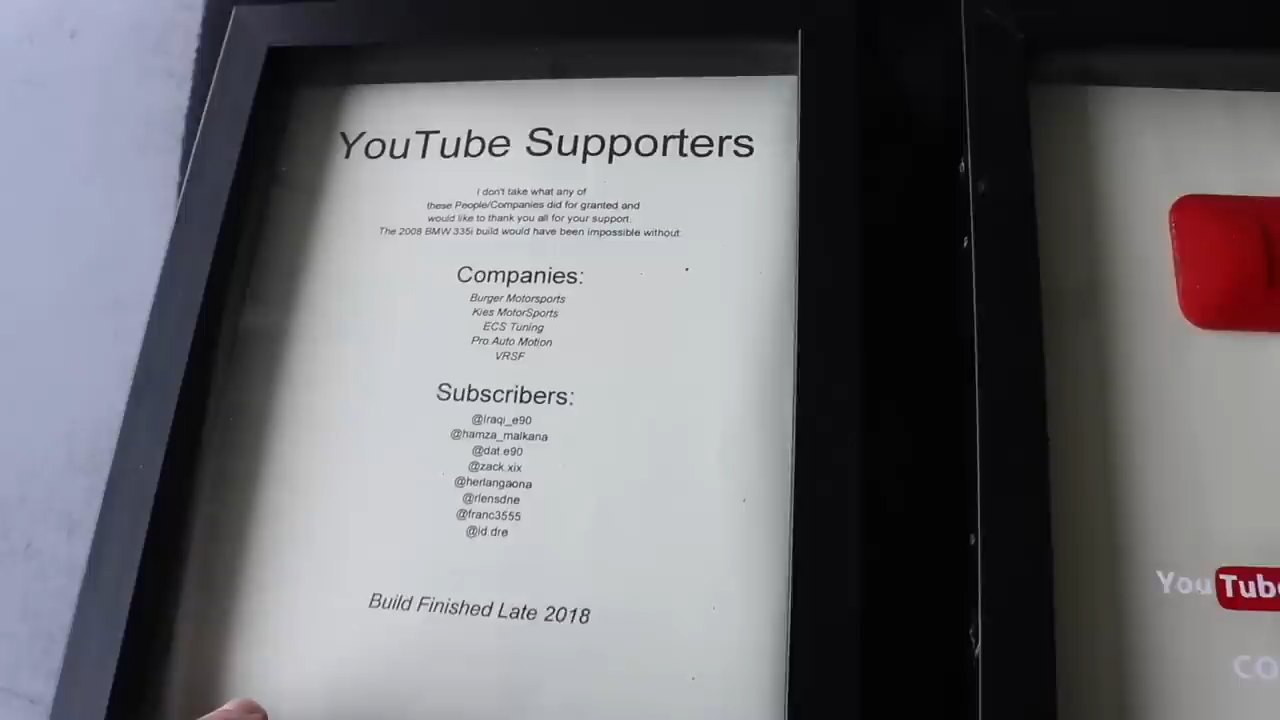 YouTube Supporters
I don't take what any of
these People/Companies did for granted and
would like to thank you all for your support.
The 2008 BMW 335i build would have been impossible without
Companies:
Burger Motorsports
Kies MotorSports
ECS Tuning
Pro Auto Motion
VRSF
Subscribers:
@Iraqi_e90
@hamza_malkana
@dat.e90
@zack.xix
@herlangaona
@rlensdne
@franc3555
@id.dre
Build Finished Late 2018
YouTube